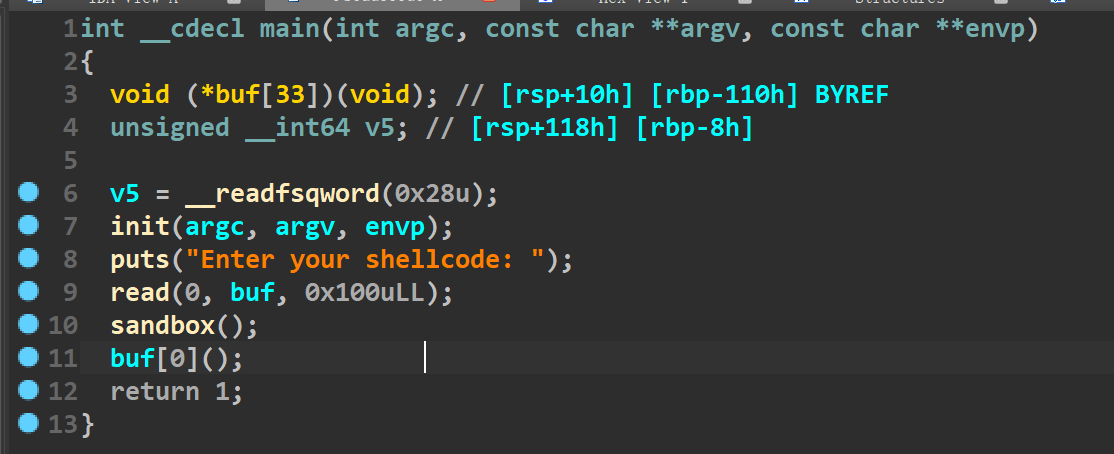 1 int __cdecl main(int argc, const char **argv, const char **envp)
2 {
3   void (*buf[33])(void); // [rsp+10h] [rbp-110h] BYREF
4   unsigned __int64 v5; // [rsp+118h] [rbp-8h]
5
6   v5 = __readfsqword(0x28u);
7   init(argc, argv, envp);
8   puts("Enter your shellcode: ");
9   read(0, buf, 0x100uLL);
10   sandbox();
11   buf[0]();
12   return 1;
13 }